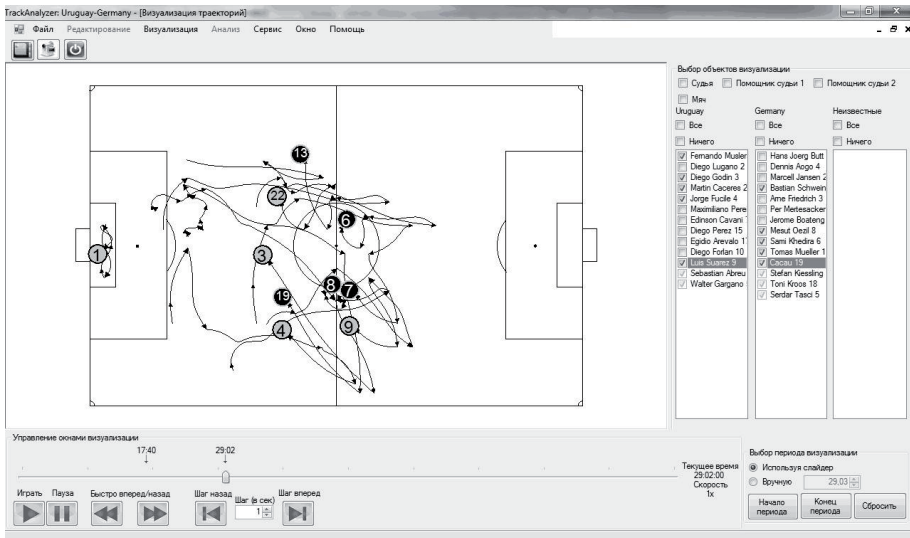 TrackAnalyzer: Uruguay-Germany - [Визуализация траекторий]
Файл Редактирование Визуализация Анализ Сервис Окно Помощь
Выбор объектов визуализации
Судья Помощник судьи 1 Помощник судьи 2
Мяч
Uruguay Germany Неизвестные
Все Все Все
Ничего Ничего Ничего
Fernando Musler Hans Joerg Butt
Diego Lugano 2 Dennis Aogo 4
Diego Godin 3 Marcell Jansen 2
Martin Caceres 2 Bastian Schwein
Jorge Fucile 4 Arne Friedrich 3
Maximiliano Pere Per Mertesacker
Edinson Cavani Jerome Boateng
Diego Perez 15 Mesut Oezil 8
Egidio Arevalo 1 Sami Khedira 6
Diego Forlan 10 Tomas Mueller 1
Luis Suarez 9 Cacau 19
Sebastian Abreu Stefan Kiessling
Walter Gargano Toni Kroos 18
Serdar Tasci 5
13
22
6
1
3
8 7
19
4 9
Управление окнами визуализации
17:40 29:02
Текущее время
29:02:00
Скорость
1x
Играть Пауза Быстро вперед/назад Шаг назад Шаг (в сек) Шаг вперед
1
Выбор периода визуализации
Используя слайдер
Вручную 29,03
Начало периода
Конец периода
Сбросить